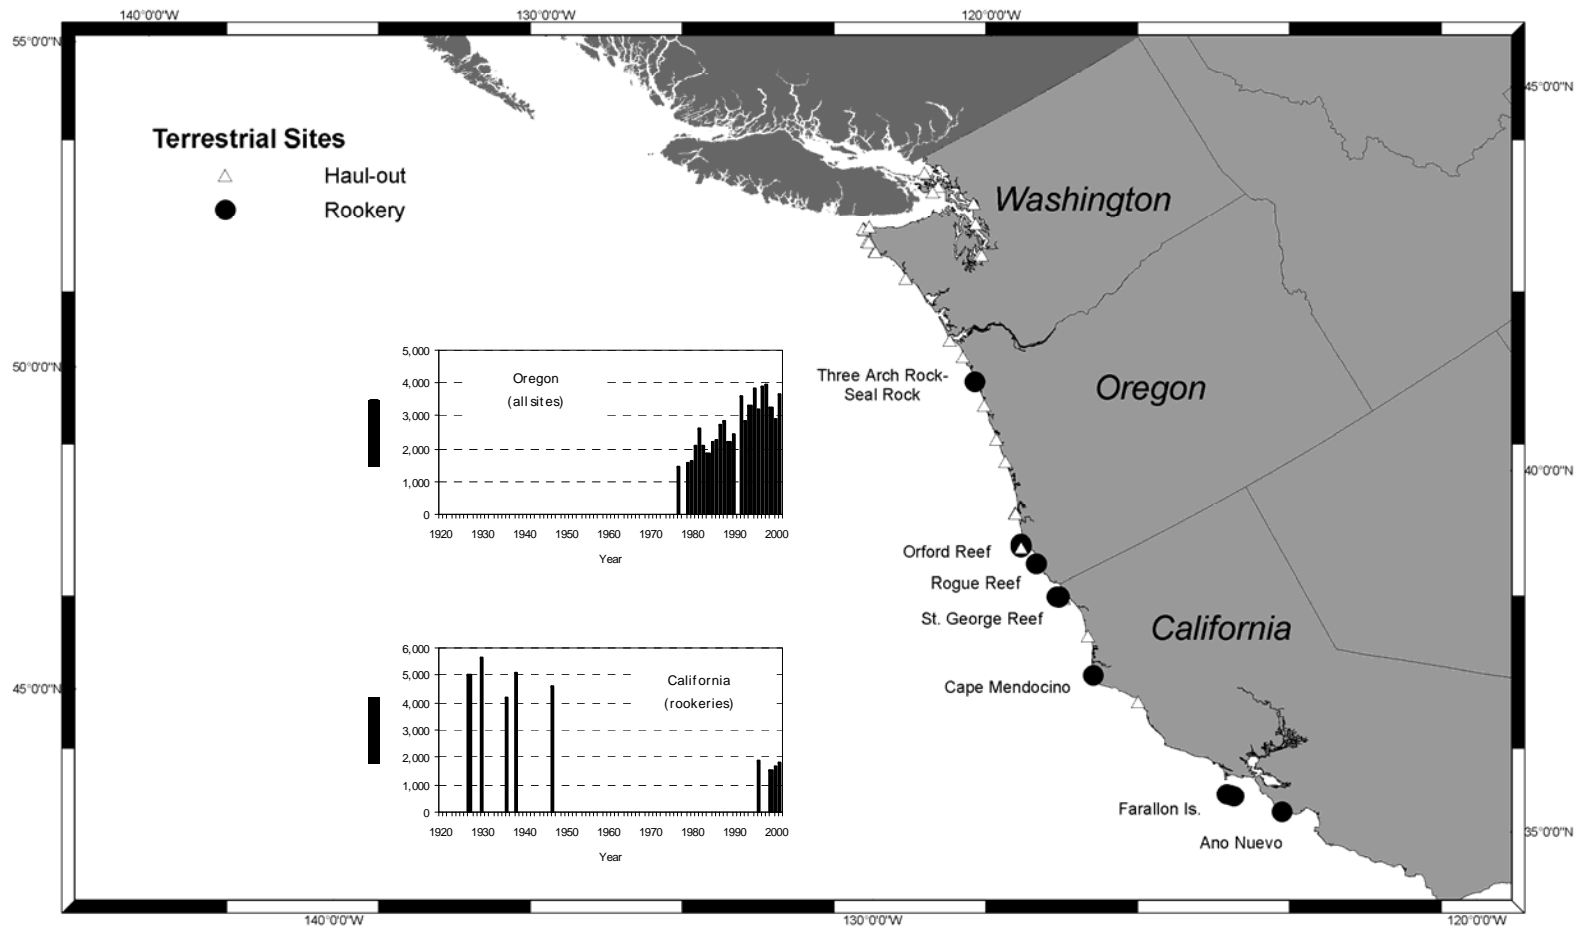 140°0'0"W 130°0'0"W 120°0'0"W
55°0'0"N
45°0'0"N
Terrestrial Sites
Haul-out
Rookery
Washington
50°0'0"N
5,000
4,000
3,000
2,000
1,000
0
Oregon
(all sites)
1920 1930 1940 1950 1960 1970 1980 1990 2000
Year
Three Arch Rock-
Seal Rock
Oregon
40°0'0"N
Orford Reef
Rogue Reef
St. George Reef
California
6,000
5,000
4,000
3,000
2,000
1,000
0
California
(rookeries)
1920 1930 1940 1950 1960 1970 1980 1990 2000
Year
45°0'0"N
Cape Mendocino
Farallon Is.
Ano Nuevo
35°0'0"N
140°0'0"W 130°0'0"W 120°0'0"W